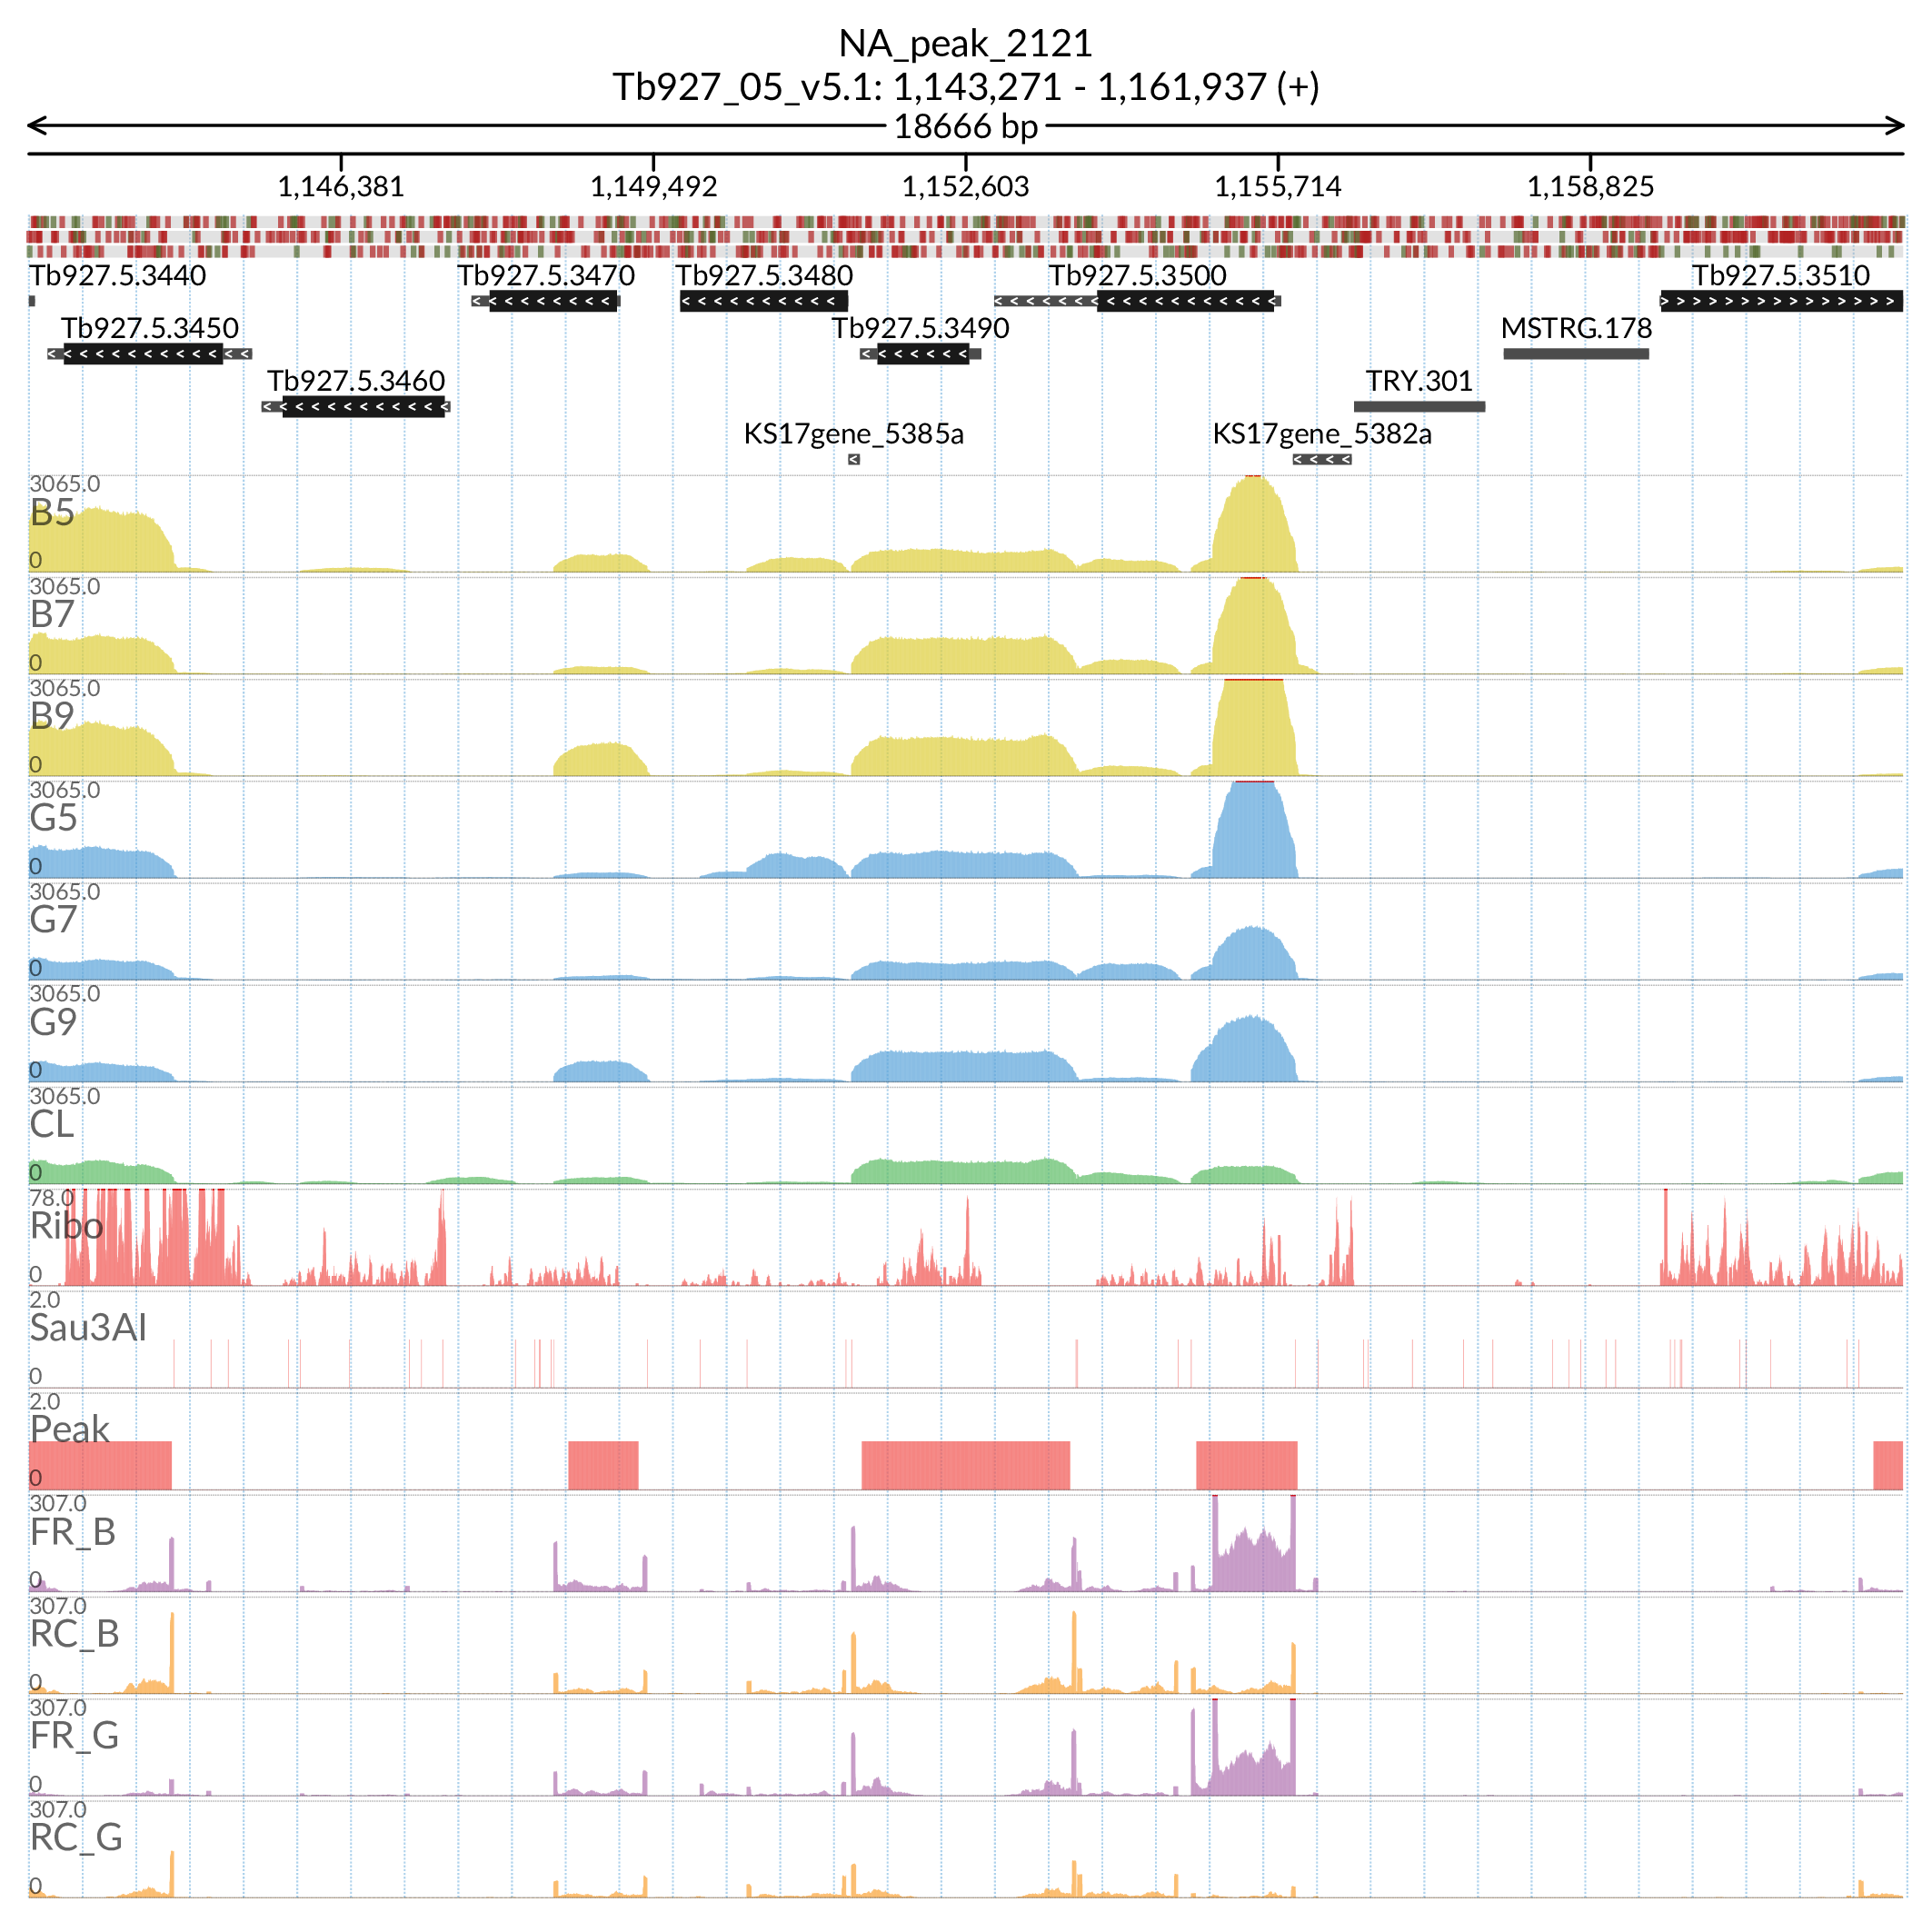 NA_peak_2121
Tb927_05_v5.1: 1,143,271 - 1,161,937 (+)
18666 bp
1,146,381 1,149,492 1,152,603 1,155,714 1,158,825
Tb927.5.3440 Tb927.5.3470 Tb927.5.3480 Tb927.5.3500 Tb927.5.3510
Tb927.5.3450 Tb927.5.3490 MSTRG.178
Tb927.5.3460 TRY.301
KS17gene_5385a KS17gene_5382a
3065.0
B5
0
3065.0
B7
0
3065.0
B9
0
3065.0
G5
0
3065.0
G7
0
3065.0
G9
0
3065.0
CL
0
78.0
Ribo
0
2.0
Sau3AI
0
2.0
Peak
0
307.0
FR_B
0
307.0
RC_B
0
307.0
FR_G
0
307.0
RC_G
0